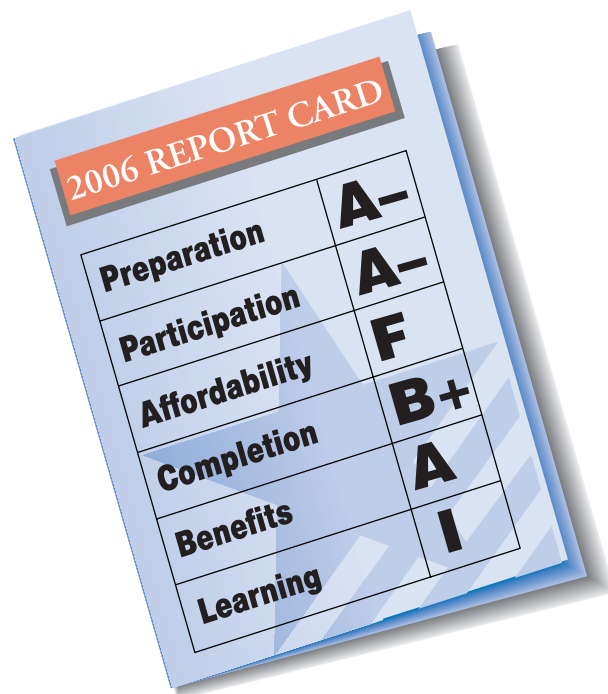 2006 REPORT CARD
Preparation A–
Participation A–
Affordability F
Completion B+
Benefits A
Learning I